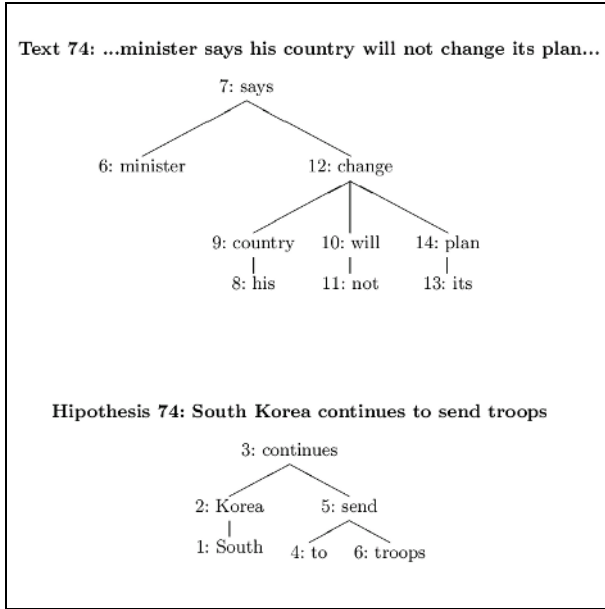 Text 74: ...minister says his country will not change its plan...
7: says
6: minister 12: change
9: country 10: will 14: plan
8: his 11: not 13: its
Hipothesis 74: South Korea continues to send troops
3: continues
2: Korea 5: send
1: South 4: to 6: troops